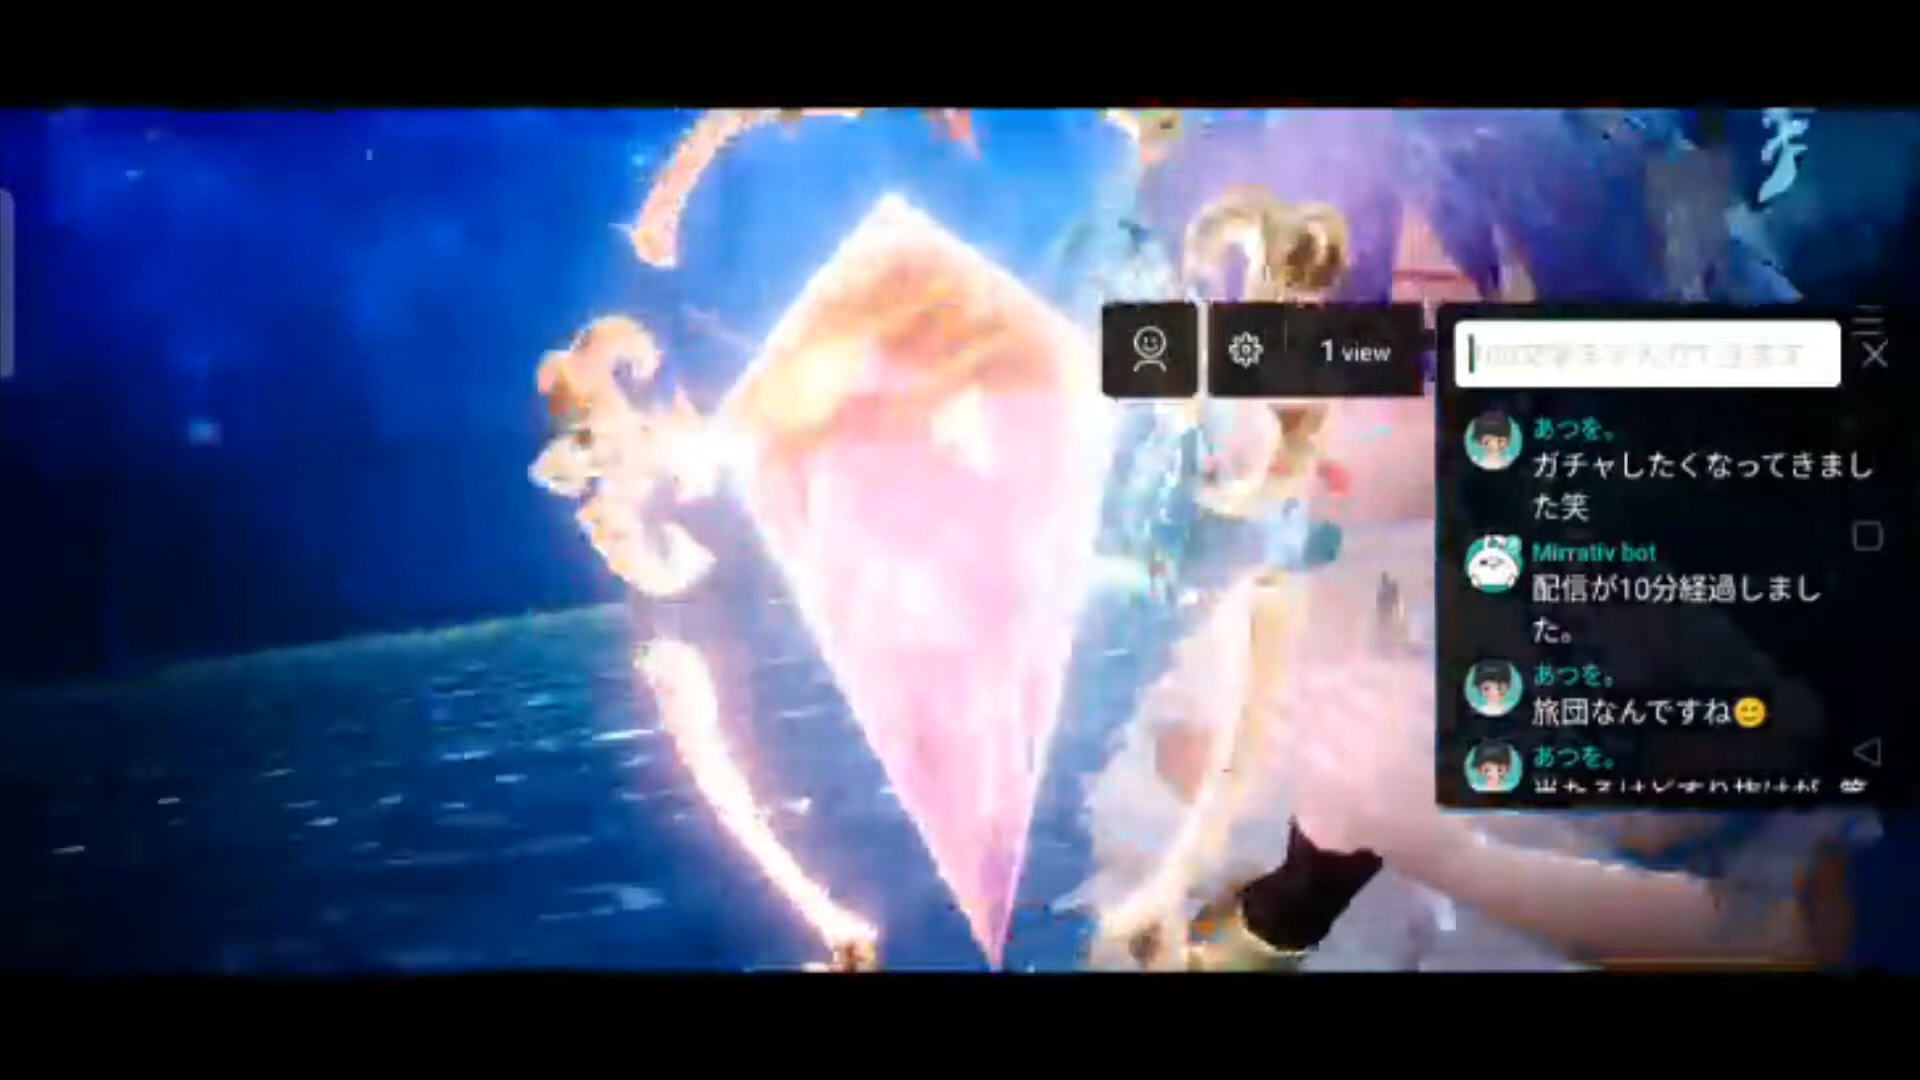 1 view
あつを。
ガチャしたくなってきまし
た笑
Mirrativ bot
配信が10分経過しまし
た。
あつを。
旅団なんですね😊
あつを。